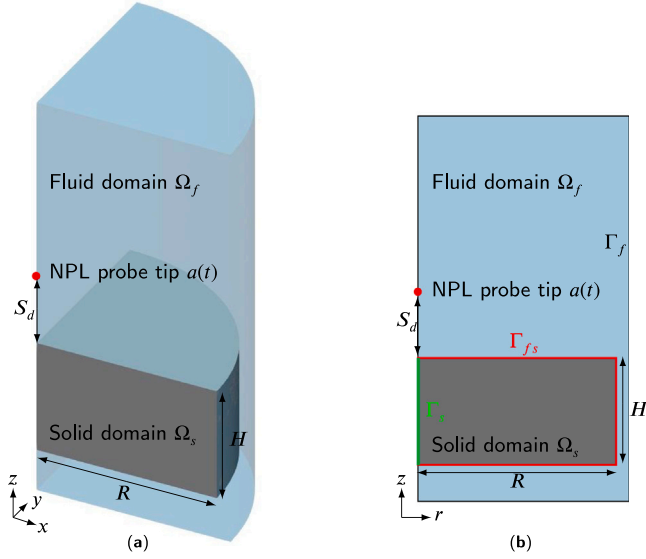 Fluid domain Ω_f
NPL probe tip a(t)
S_d
Solid domain Ω_s
H
R
z
y
x
(a)
Fluid domain Ω_f
Γ_f
NPL probe tip a(t)
S_d
Γ_fs
Γ_s
H
Solid domain Ω_s
R
z
r
(b)